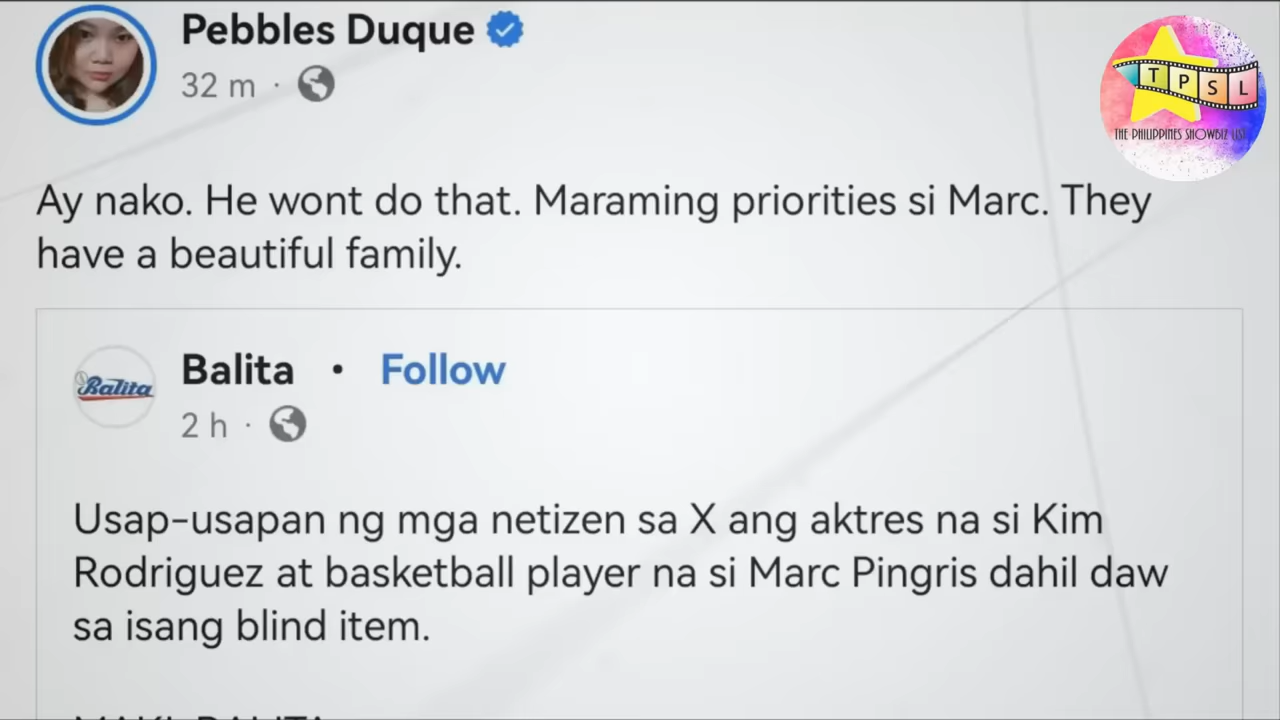 Pebbles Duque
32 m ·
T P S L
THE PHILIPPINES SHOWBIZ LIST
Ay nako. He wont do that. Maraming priorities si Marc. They
have a beautiful family.
Balita
Balita • Follow
2 h ·
Usap-usapan ng mga netizen sa X ang aktres na si Kim
Rodriguez at basketball player na si Marc Pingris dahil daw
sa isang blind item.